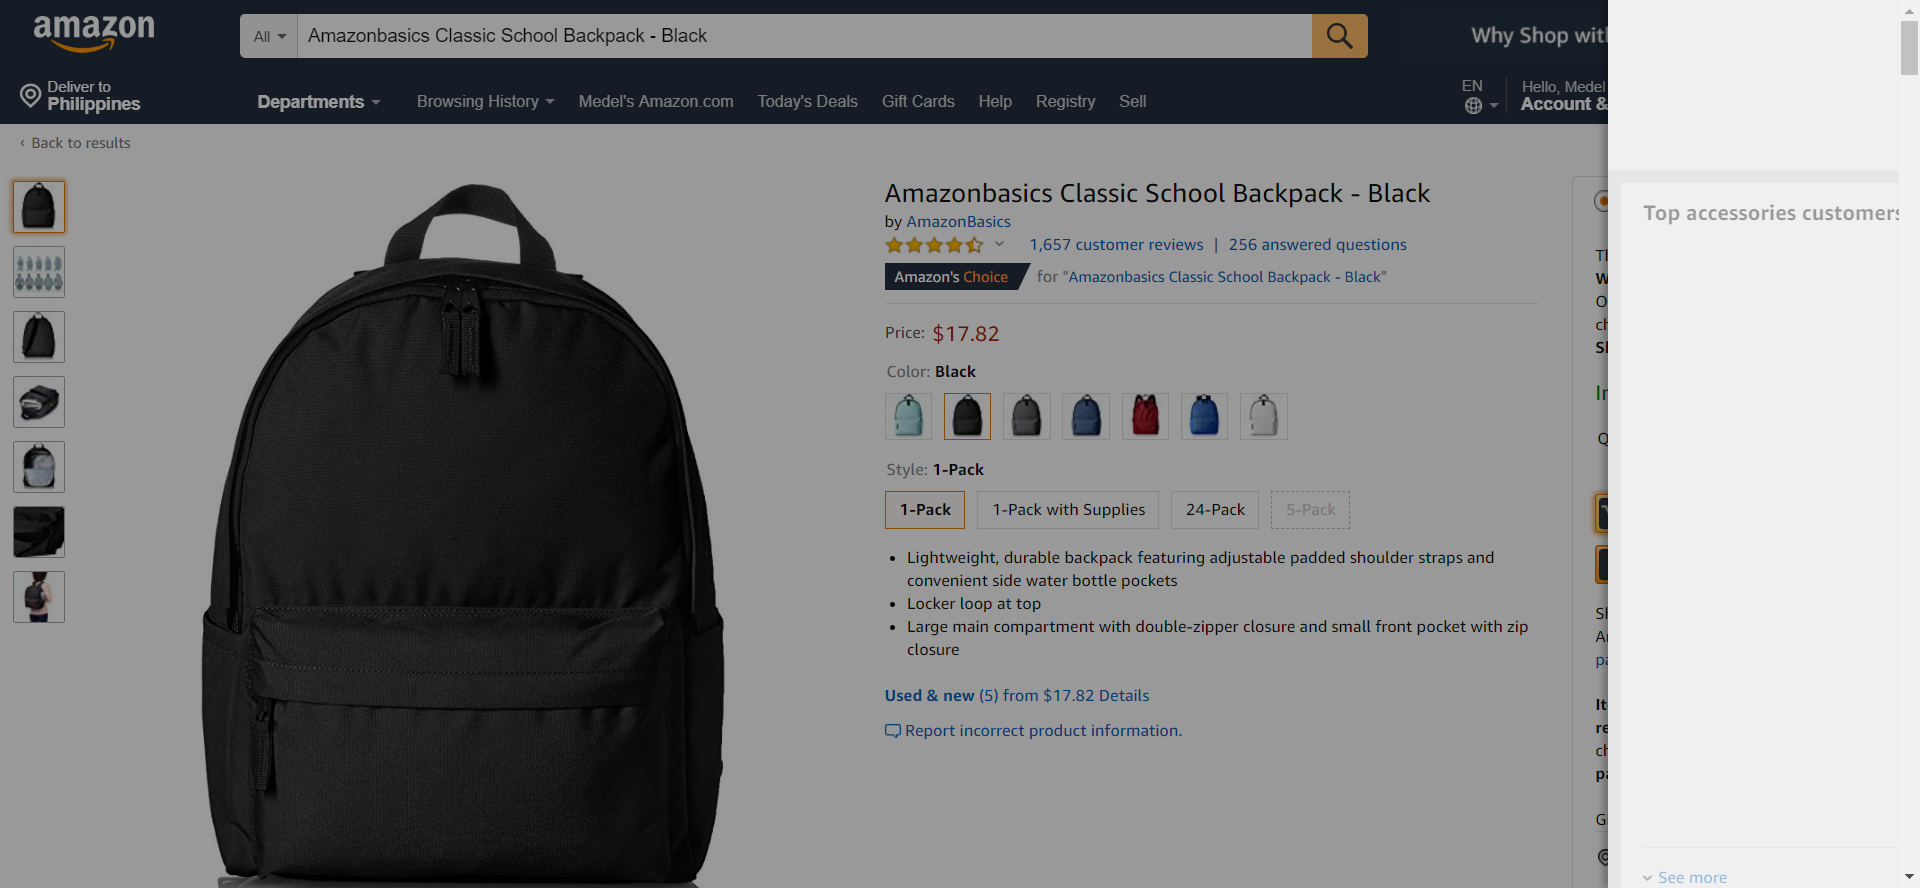 amazon
All
Amazonbasics Classic School Backpack - Black
Why Shop with
Deliver to
Philippines
Departments
Browsing History
Medel's Amazon.com
Today's Deals
Gift Cards
Help
Registry
Sell
EN
Hello, Medel
Account &
‹ Back to results
Amazonbasics Classic School Backpack - Black
by AmazonBasics
1,657 customer reviews | 256 answered questions
Amazon's Choice for "Amazonbasics Classic School Backpack - Black"
Price: $17.82
Color: Black
Style: 1-Pack
1-Pack
1-Pack with Supplies
24-Pack
5-Pack
• Lightweight, durable backpack featuring adjustable padded shoulder straps and
convenient side water bottle pockets
• Locker loop at top
• Large main compartment with double-zipper closure and small front pocket with zip
closure
Used & new (5) from $17.82 Details
Report incorrect product information.
Top accessories customers
See more